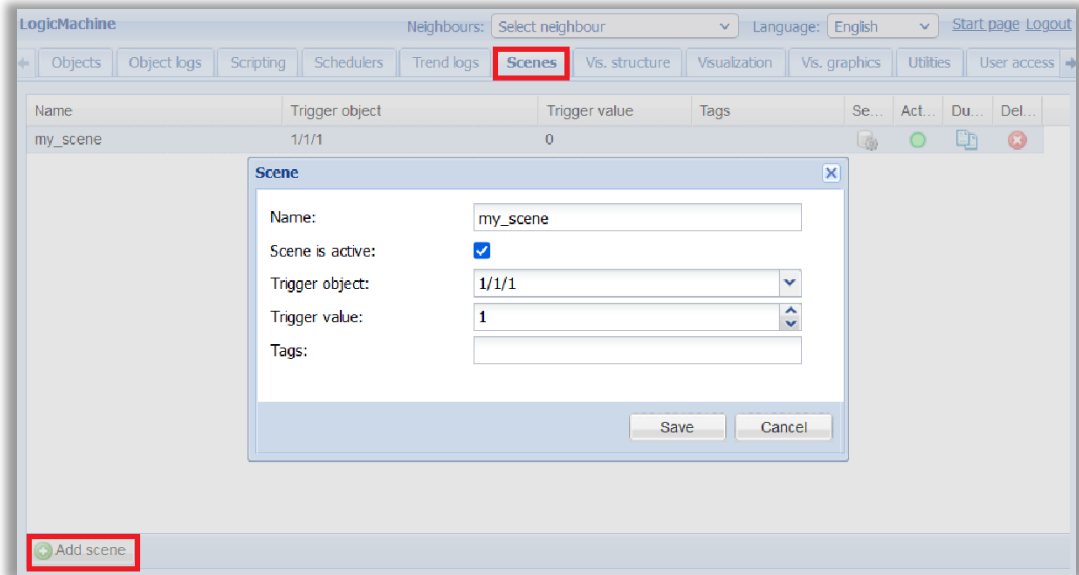 LogicMachine Neighbours: Select neighbour Language: English Start page Logout
Objects Object logs Scripting Schedulers Trend logs Scenes Vis. structure Visualization Vis. graphics Utilities User access
Name Trigger object Trigger value Tags Se... Act... Du... Del...
my_scene 1/1/1 0
Scene
Name: my_scene
Scene is active:
Trigger object: 1/1/1
Trigger value: 1
Tags:
Save Cancel
Add scene